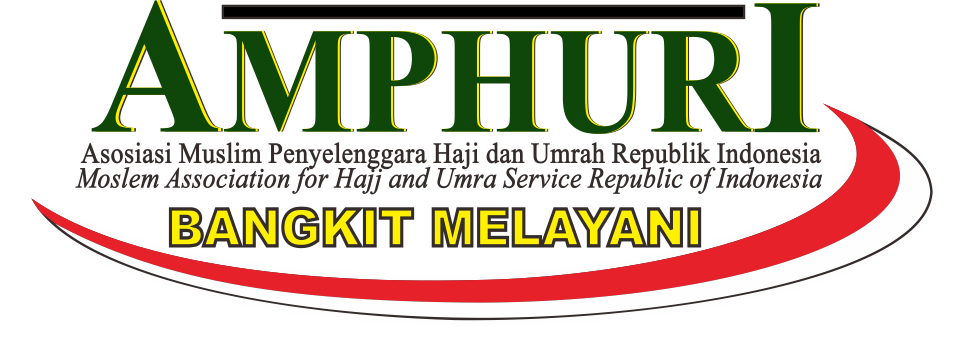 AMPHURI
Asosiasi Muslim Penyelenggara Haji dan Umrah Republik Indonesia
Moslem Association for Hajj and Umra Service Republic of Indonesia
BANGKIT MELAYANI